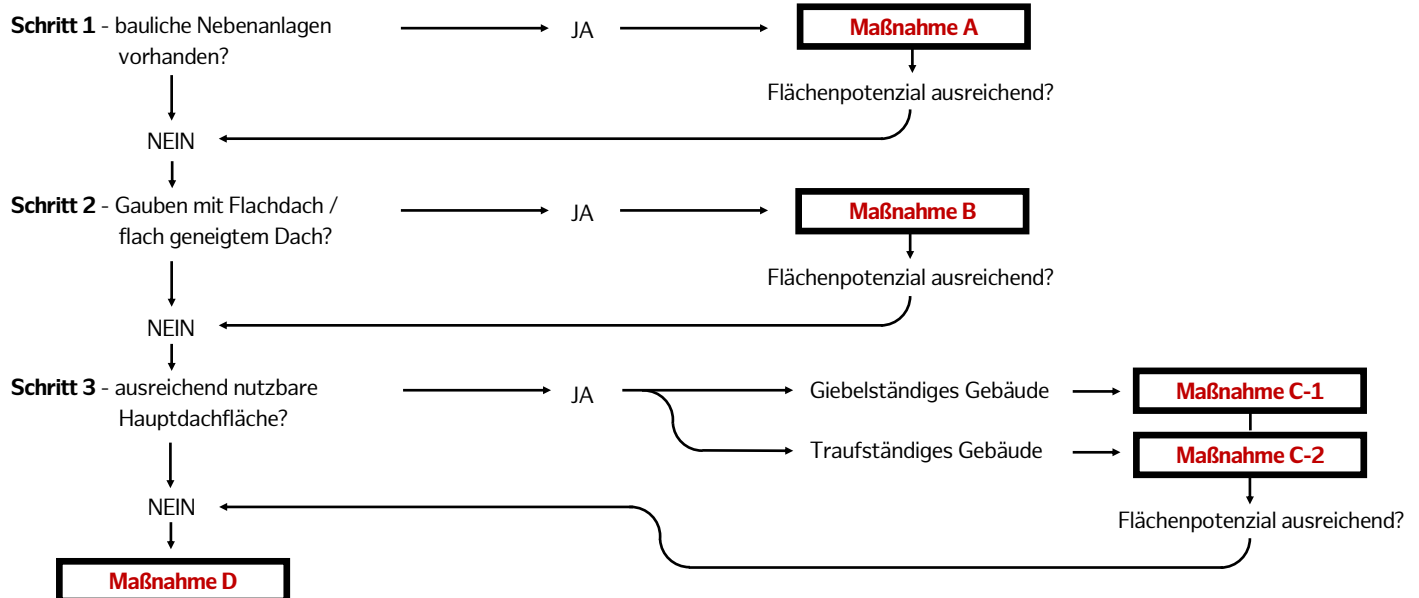 Schritt 1 - bauliche Nebenanlagen
vorhanden?
JA
Maßnahme A
Flächenpotenzial ausreichend?
NEIN
Schritt 2 - Gauben mit Flachdach /
flach geneigtem Dach?
JA
Maßnahme B
Flächenpotenzial ausreichend?
NEIN
Schritt 3 - ausreichend nutzbare
Hauptdachfläche?
JA
Giebelständiges Gebäude
Maßnahme C-1
Traufständiges Gebäude
Maßnahme C-2
Flächenpotenzial ausreichend?
NEIN
Maßnahme D